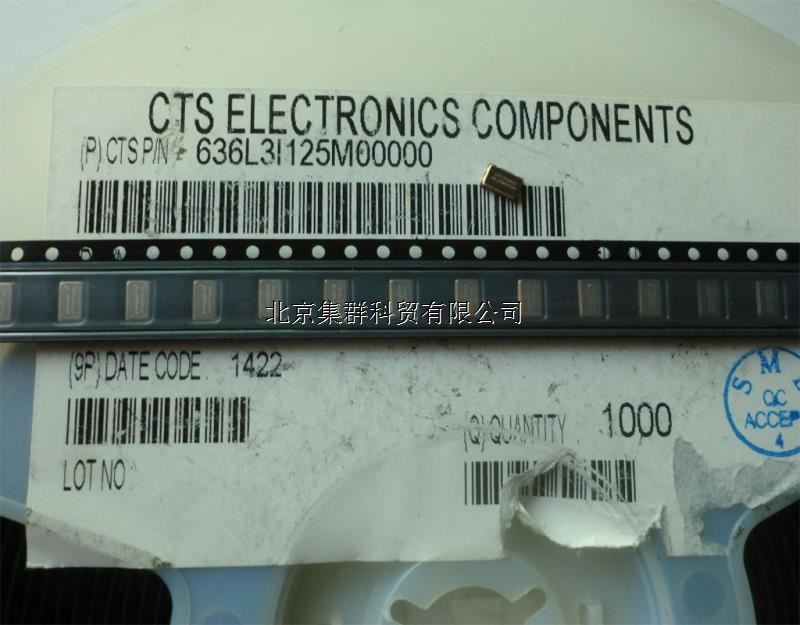 CTS ELECTRONICS COMPONENTS
(P) CTS P/N 636L3I125M00000
北京集群科贸有限公司
(9P) DATE CODE 1422
(Q) QUANTITY 1000
LOT NO
S M
QC
ACCEP
4